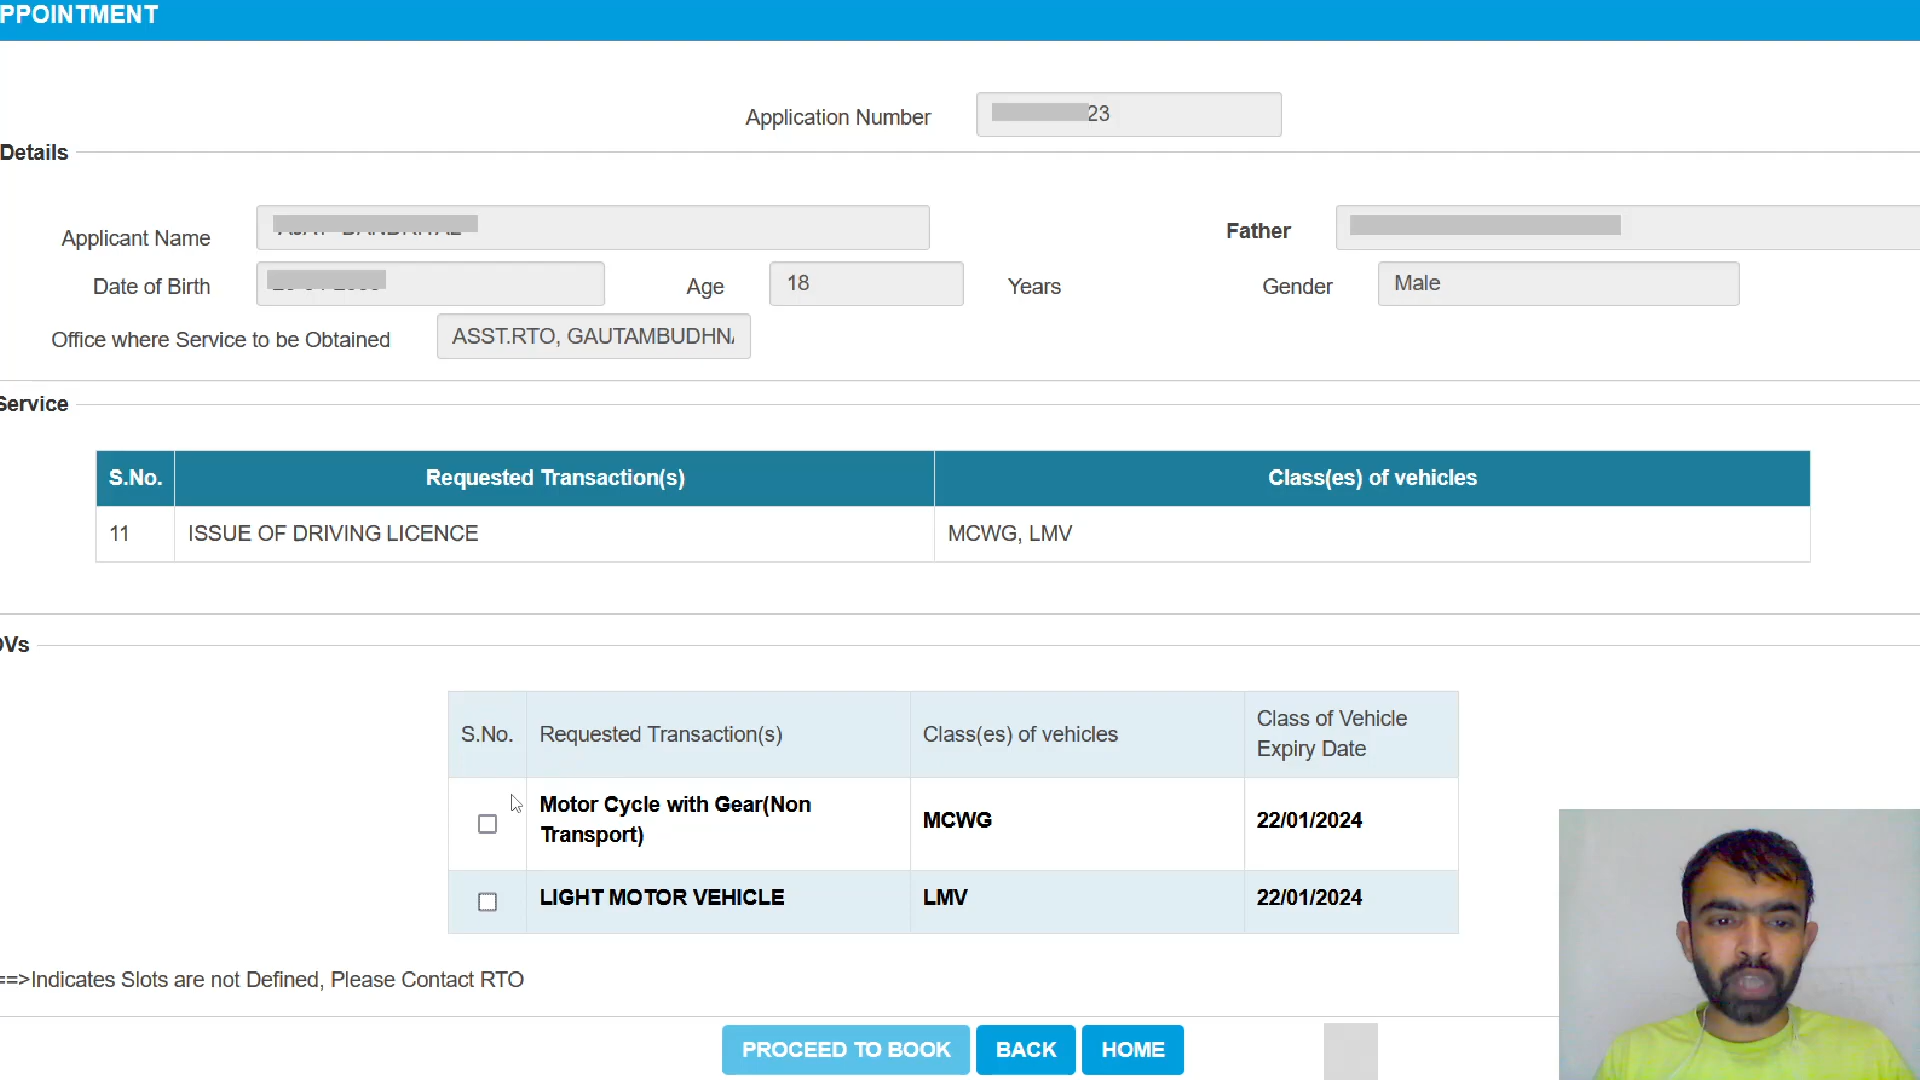 PPOINTMENT
Application Number 23
Details
Applicant Name
Father
Date of Birth
Age 18 Years
Gender Male
Office where Service to be Obtained ASST.RTO, GAUTAMBUDHN
Service
S.No. Requested Transaction(s) Class(es) of vehicles
11 ISSUE OF DRIVING LICENCE MCWG, LMV
OVs
S.No. Requested Transaction(s) Class(es) of vehicles Class of Vehicle
Expiry Date
Motor Cycle with Gear(Non
Transport) MCWG 22/01/2024
LIGHT MOTOR VEHICLE LMV 22/01/2024
==>Indicates Slots are not Defined, Please Contact RTO
PROCEED TO BOOK BACK HOME